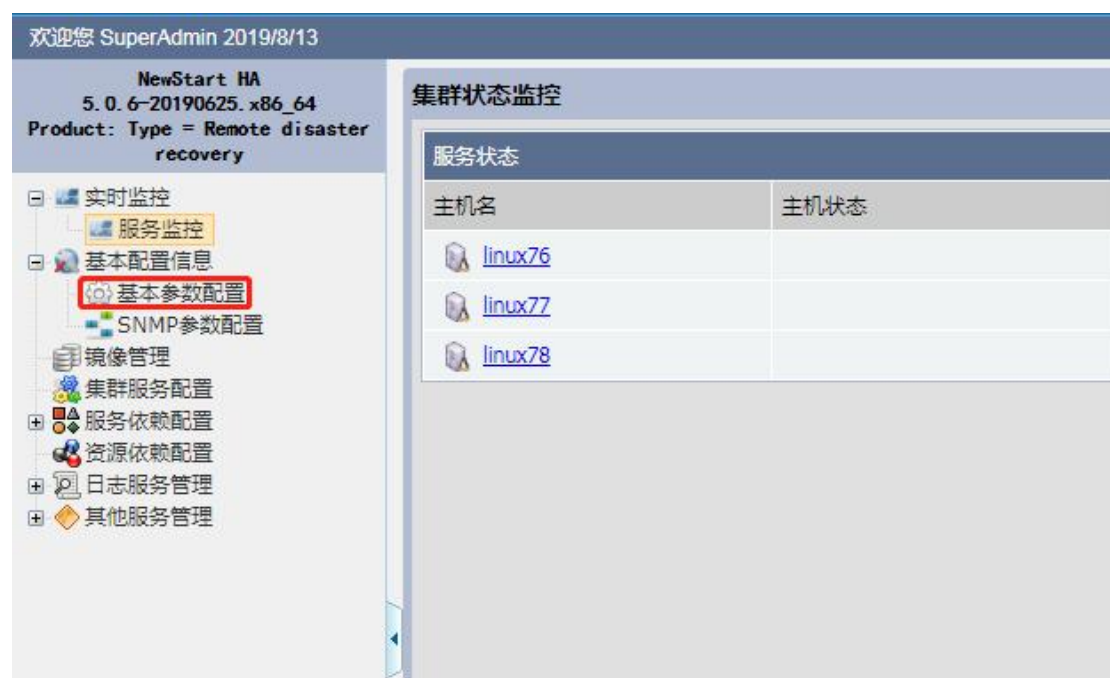 欢迎您 SuperAdmin 2019/8/13
NewStart HA
5.0.6-20190625.x86_64
Product: Type = Remote disaster
recovery
实时监控
服务监控
基本配置信息
基本参数配置
SNMP参数配置
镜像管理
集群服务配置
服务依赖配置
资源依赖配置
日志服务管理
其他服务管理
集群状态监控
服务状态
主机名 主机状态
linux76
linux77
linux78